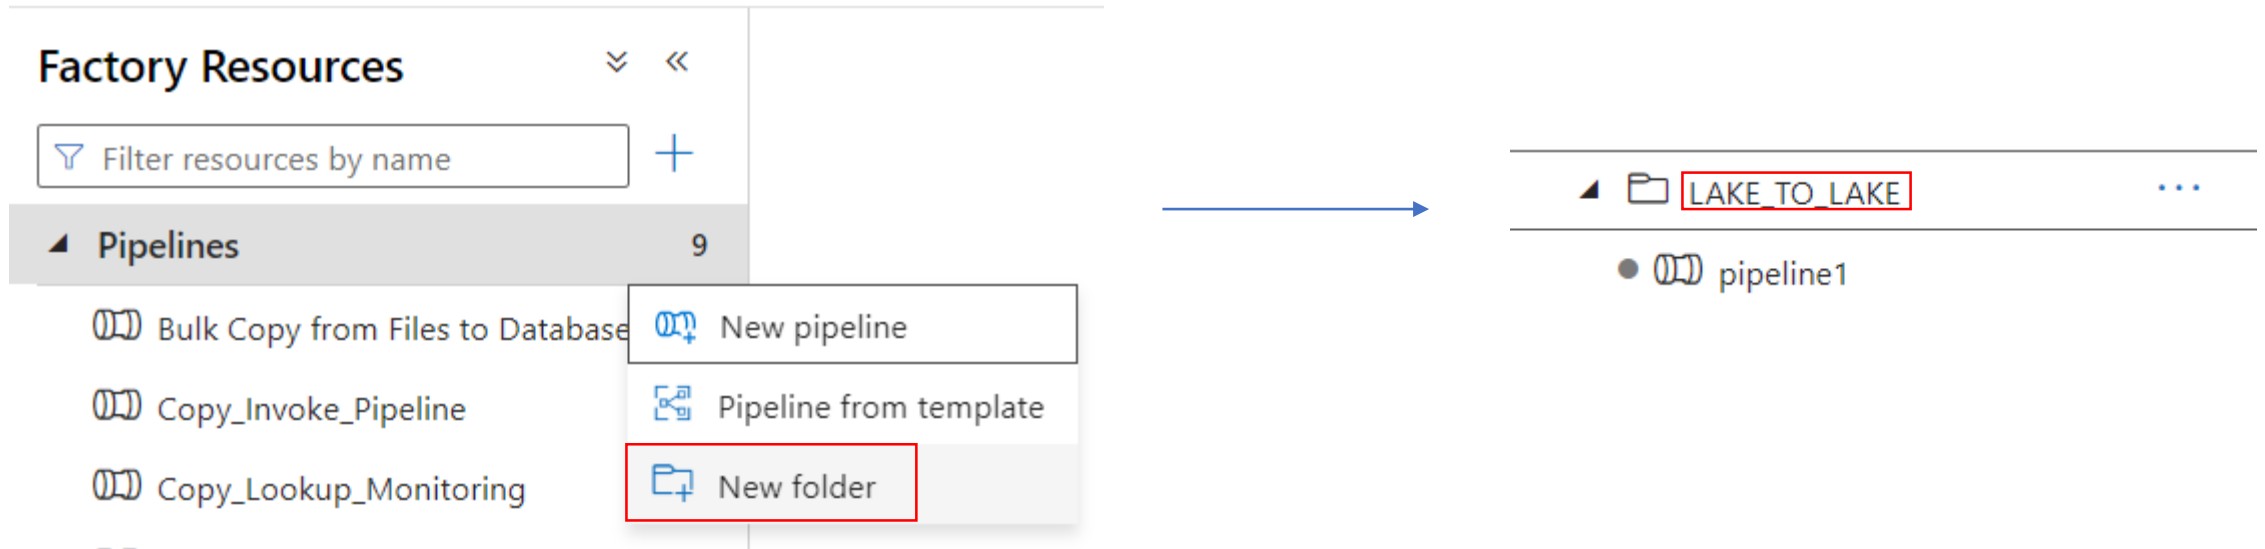 Factory Resources
Filter resources by name
Pipelines 9
Bulk Copy from Files to Database
Copy_Invoke_Pipeline
Copy_Lookup_Monitoring
New pipeline
Pipeline from template
New folder
LAKE_TO_LAKE
pipeline1